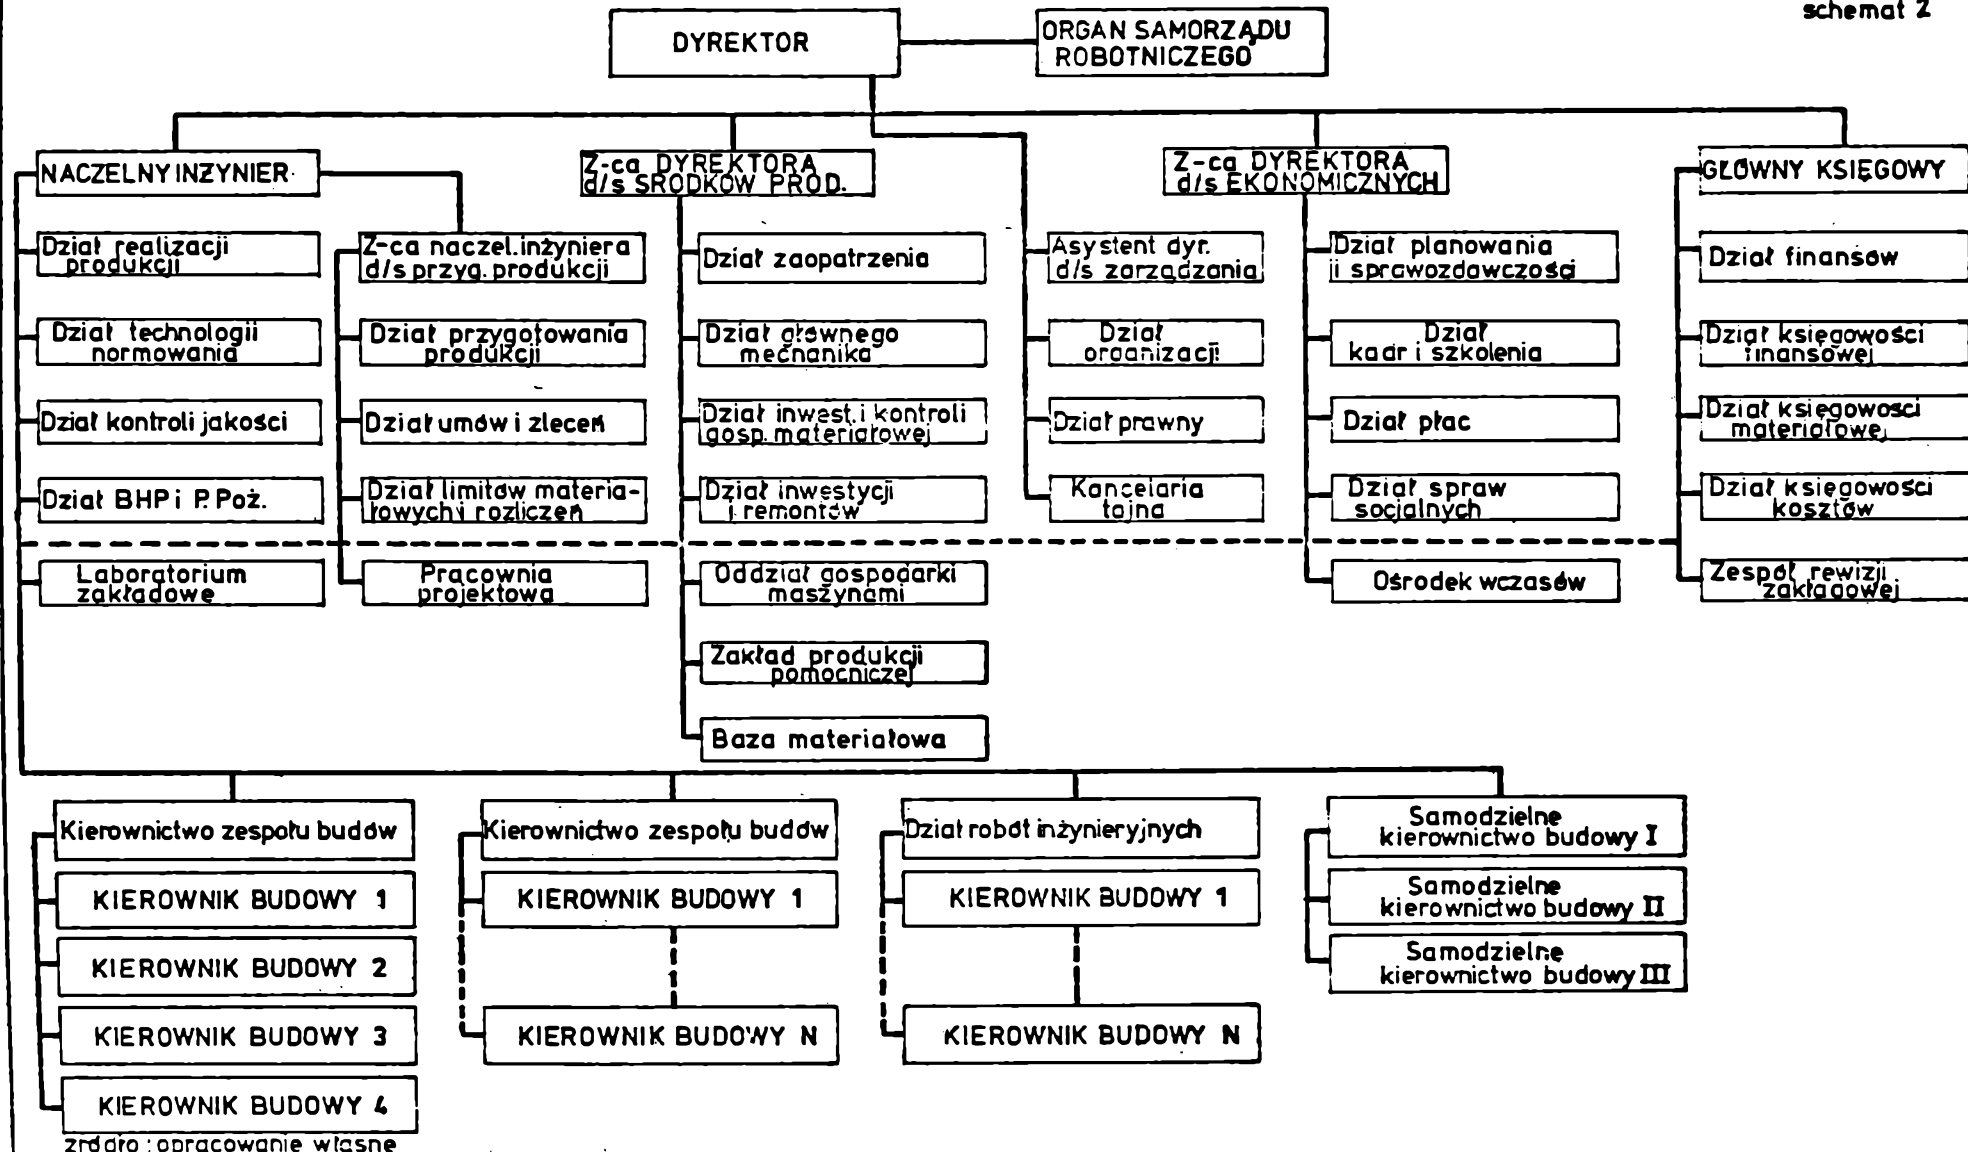 schemat 2
DYREKTOR
ORGAN SAMORZĄDU
ROBOTNICZEGO
NACZELNY INŻYNIER
Z-ca DYREKTORA
d/s ŚRODKÓW PROD.
Z-ca DYREKTORA
d/s EKONOMICZNYCH
GŁÓWNY KSIĘGOWY
Dział realizacji
produkcji
Z-ca naczel. inżyniera
d/s przyg. produkcji
Dział zaopatrzenia
Asystent dyr.
d/s zarządzania
Dział planowania
i sprawozdawczości
Dział finansów
Dział technologii
normowania
Dział przygotowania
produkcji
Dział głównego
mechanika
Dział
organizacji
Dział
kadr i szkolenia
Dział księgowości
finansowej
Dział kontroli jakości
Dział umów i zleceń
Dział inwest. i kontroli
gosp. materiałowej
Dział prawny
Dział płac
Dział księgowości
materiałowej
Dział BHP i P. Poż.
Dział limitów materia-
łowych i rozliczeń
Dział inwestycji
i remontów
Kancelaria
tajna
Dział spraw
socjalnych
Dział księgowości
kosztów
Laboratorium
zakładowe
Pracownia
projektowa
Oddział gospodarki
maszynami
Ośrodek wczasów
Zespół rewizji
zakładowej
Zakład produkcji
pomocniczej
Baza materiałowa
Kierownictwo zespołu budów
Kierownictwo zespołu budów
Dział robót inżynieryjnych
Samodzielne
kierownictwo budowy I
KIEROWNIK BUDOWY 1
KIEROWNIK BUDOWY 1
KIEROWNIK BUDOWY 1
Samodzielne
kierownictwo budowy II
KIEROWNIK BUDOWY 2
Samodzielne
kierownictwo budowy III
KIEROWNIK BUDOWY 3
KIEROWNIK BUDOWY N
KIEROWNIK BUDOWY N
KIEROWNIK BUDOWY 4
źródło : opracowanie własne